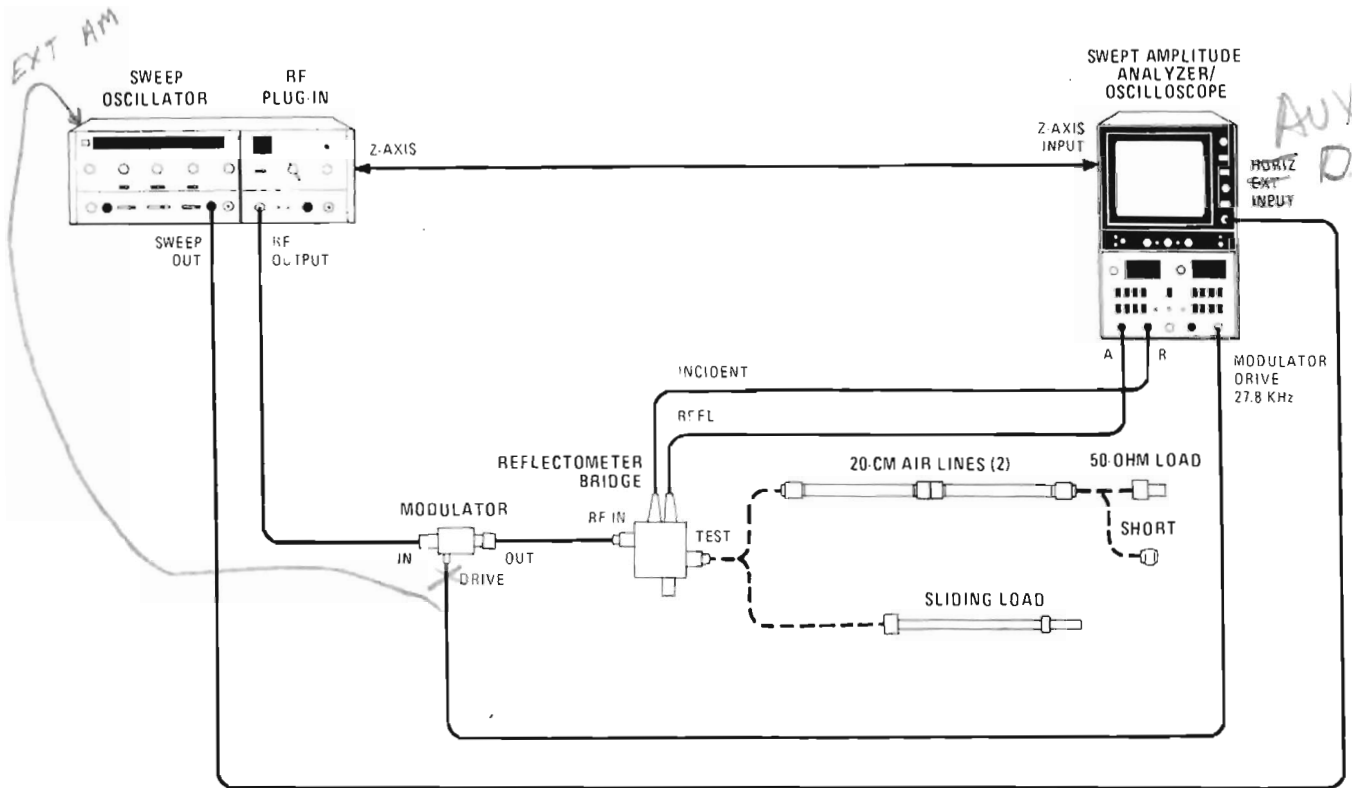 EXT AM
SWEEP
OSCILLATOR
RF
PLUG-IN
SWEPT AMPLITUDE
ANALYZER/
OSCILLOSCOPE
Z-AXIS
Z-AXIS
INPUT
AUX
HORIZ
EXT
INPUT
SWEEP
OUT
RF
OUTPUT
A
R
MODULATOR
DRIVE
27.8 KHz
INCIDENT
REFL
REFLECTOMETER
BRIDGE
20-CM AIR LINES (2)
50-OHM LOAD
MODULATOR
RF IN
TEST
SHORT
IN
OUT
DRIVE
SLIDING LOAD